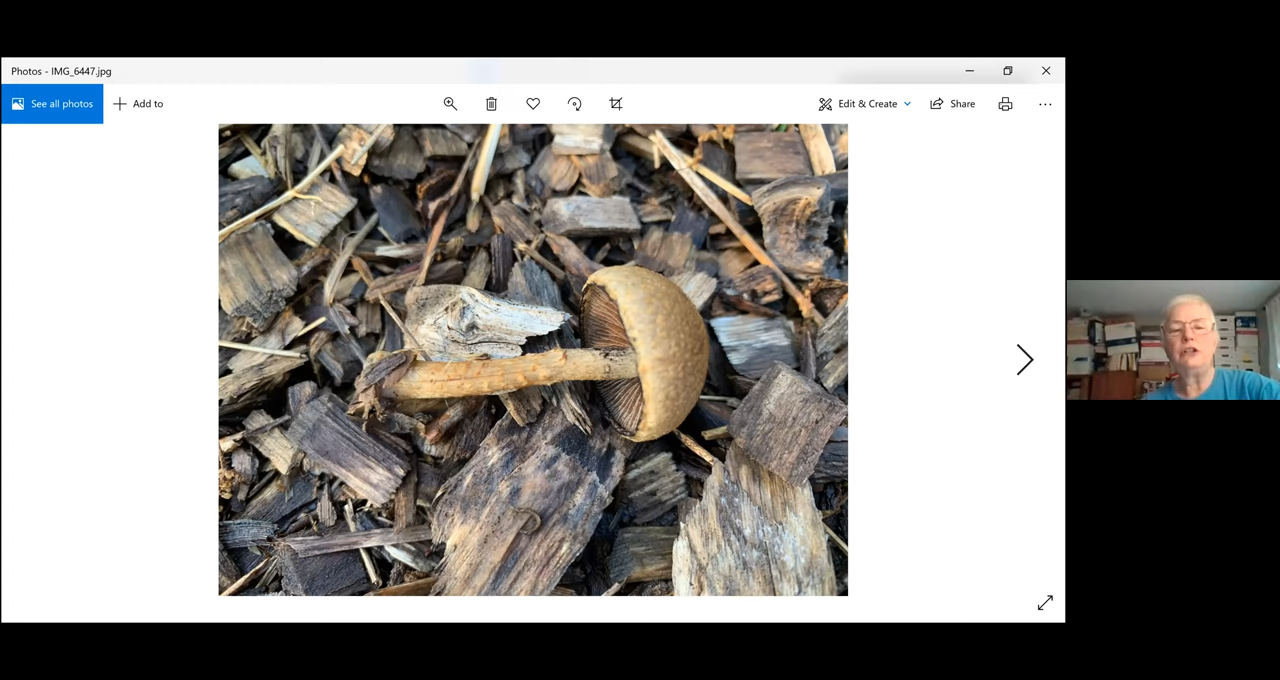 Photos - IMG_6447.jpg
See all photos
Add to
Edit & Create
Share